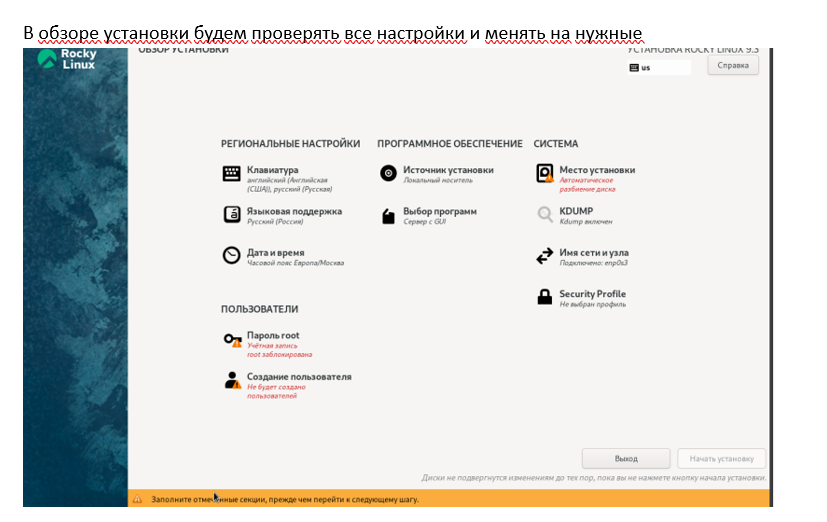 В обзоре установки будем проверять все настройки и менять на нужные
Rocky
Linux
ОБЗОР УСТАНОВКИ
УСТАНОВКА ROCKY LINUX 9.3
us
Справка
РЕГИОНАЛЬНЫЕ НАСТРОЙКИ
Клавиатура
английский (Английская
(США)), русский (Русская)
Языковая поддержка
Русский (Россия)
Дата и время
Часовой пояс Европа/Москва
ПРОГРАММНОЕ ОБЕСПЕЧЕНИЕ
Источник установки
Локальный носитель
Выбор программ
Сервер с GUI
СИСТЕМА
Место установки
Автоматическое
разбиение диска
KDUMP
Kdump включен
Имя сети и узла
Подключено: enp0s3
Security Profile
Не выбран профиль
ПОЛЬЗОВАТЕЛИ
Пароль root
Учётная запись
root заблокирована
Создание пользователя
Не будет создано
пользователей
Выход
Начать установку
Диски не подвергнутся изменениям до тех пор, пока вы не нажмете кнопку начала установки.
Заполните отмеченные секции, прежде чем перейти к следующему шагу.